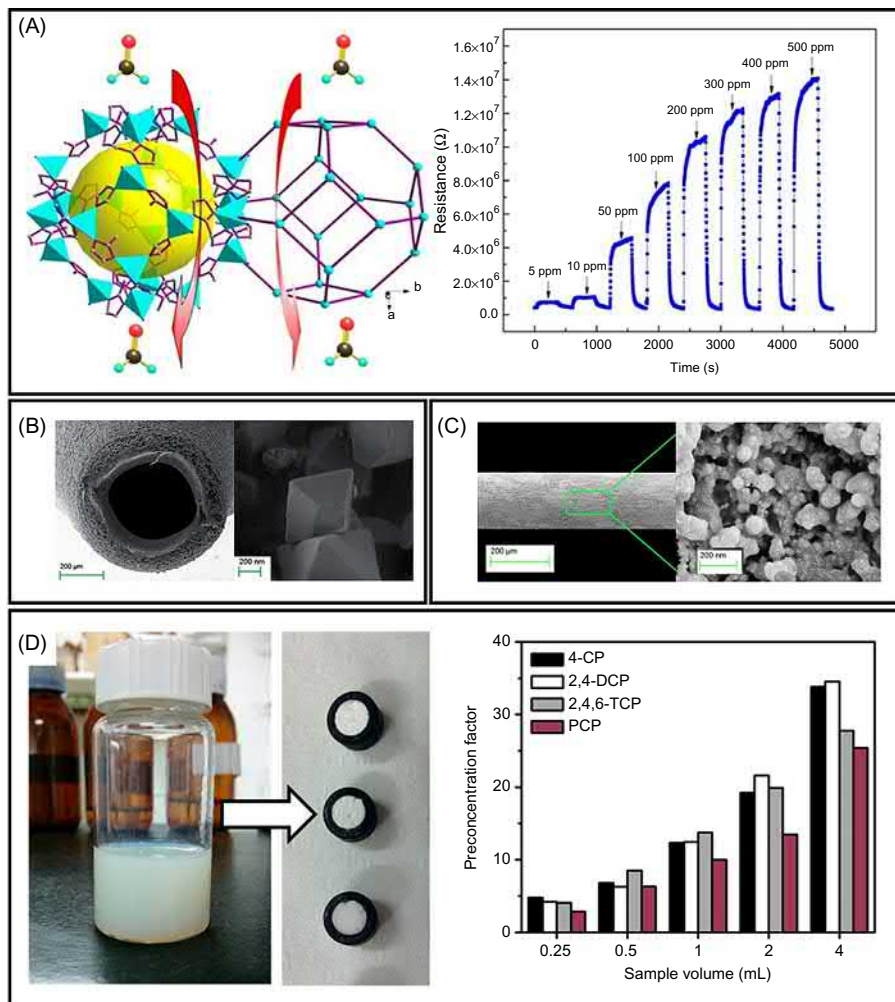 (A)
b
a
Resistance (Ω)
1.6×10⁷
1.4×10⁷
1.2×10⁷
1.0×10⁷
8.0×10⁶
6.0×10⁶
4.0×10⁶
2.0×10⁶
0.0
5 ppm
10 ppm
50 ppm
100 ppm
200 ppm
300 ppm
400 ppm
500 ppm
0 1000 2000 3000 4000 5000
Time (s)
(B)
200 μm
200 nm
(C)
200 μm
200 nm
(D)
Preconcentration factor
40
30
20
10
0
4-CP
2,4-DCP
2,4,6-TCP
PCP
0.25 0.5 1 2 4
Sample volume (mL)